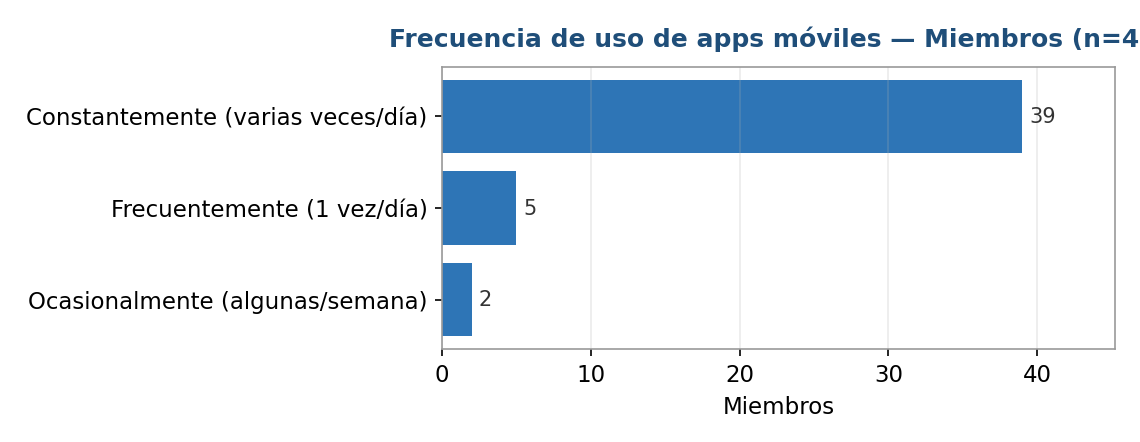 Frecuencia de uso de apps móviles — Miembros (n=4
Constantemente (varias veces/día)
39
Frecuentemente (1 vez/día)
5
Ocasionalmente (algunas/semana)
2
0 10 20 30 40
Miembros